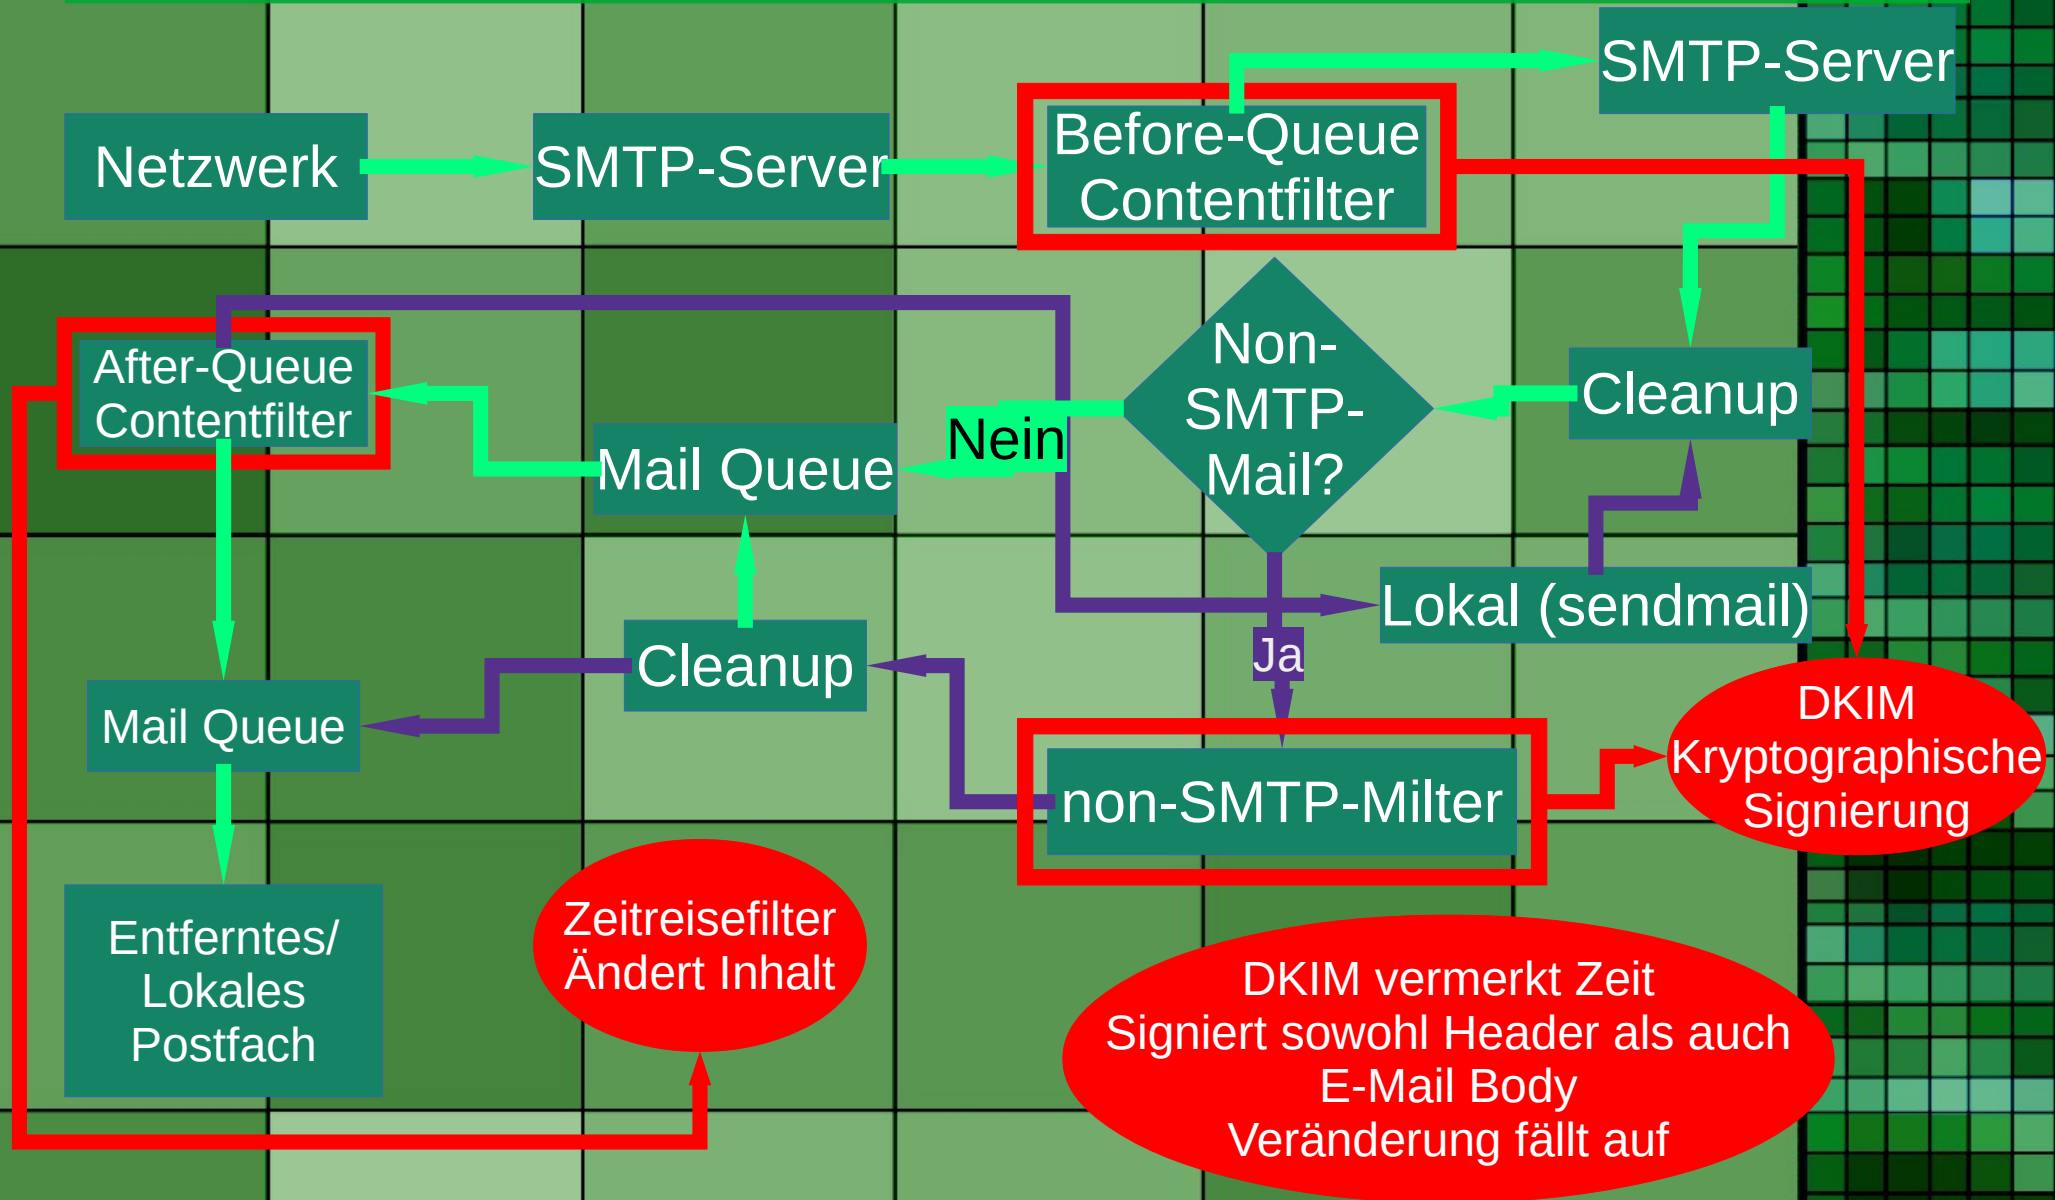 SMTP-Server
Netzwerk
SMTP-Server
Before-Queue
Contentfilter
After-Queue
Contentfilter
Mail Queue
Nein
Non-
SMTP-
Mail?
Cleanup
Lokal (sendmail)
Ja
Cleanup
Mail Queue
non-SMTP-Milter
DKIM
Kryptographische
Signierung
Entferntes/
Lokales
Postfach
Zeitreisefilter
Ändert Inhalt
DKIM vermerkt Zeit
Signiert sowohl Header als auch
E-Mail Body
Veränderung fällt auf